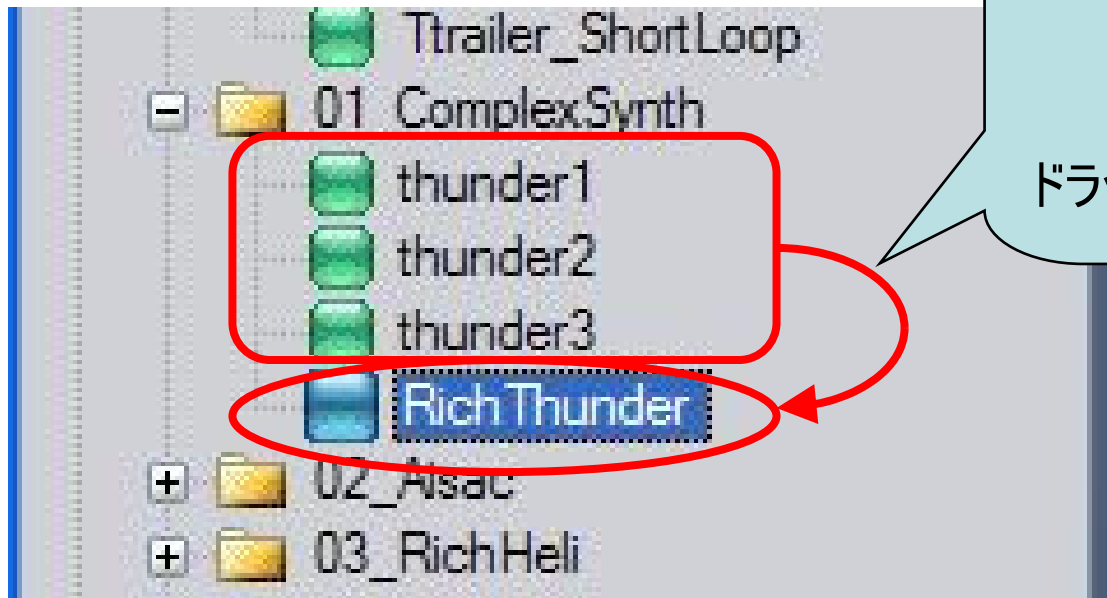 Ttrailer_ShortLoop
01_ComplexSynth
thunder1
thunder2
thunder3
RichThunder
02_Aisac
03_RichHeli
ドラ